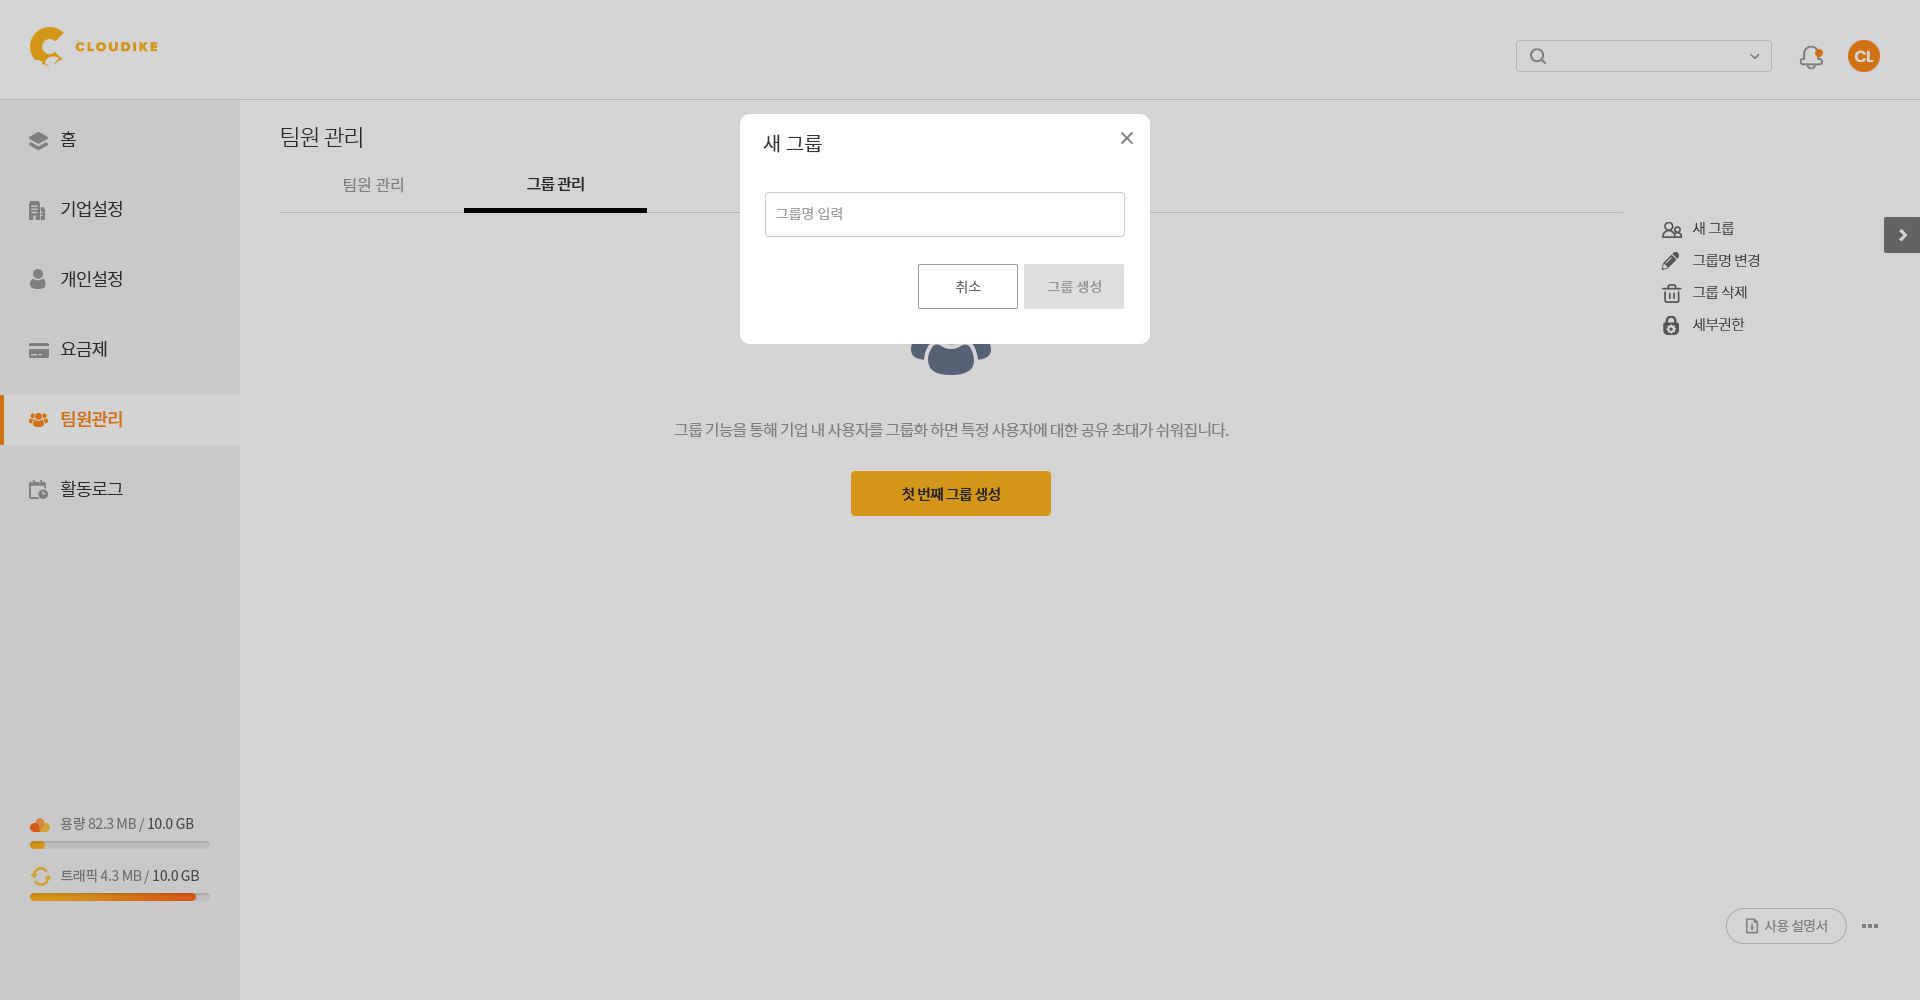 CLOUDIKE
CL
홈
기업설정
개인설정
요금제
팀원관리
활동로그
용량 82.3 MB / 10.0 GB
트래픽 4.3 MB / 10.0 GB
팀원 관리
팀원 관리
그룹 관리
새 그룹
그룹명 입력
취소
그룹 생성
그룹 기능을 통해 기업 내 사용자를 그룹화 하면 특정 사용자에 대한 공유 초대가 쉬워집니다.
첫 번째 그룹 생성
새 그룹
그룹명 변경
그룹 삭제
세부권한
사용 설명서